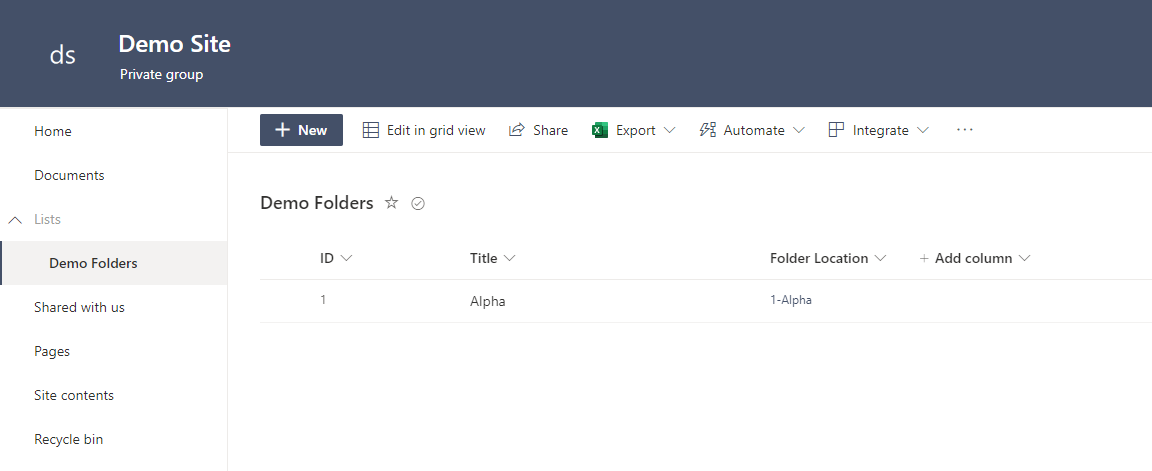 ds
Demo Site
Private group
Home
Documents
Lists
Demo Folders
Shared with us
Pages
Site contents
Recycle bin
New Edit in grid view Share Export Automate Integrate ...
Demo Folders
ID Title Folder Location + Add column
1 Alpha 1-Alpha